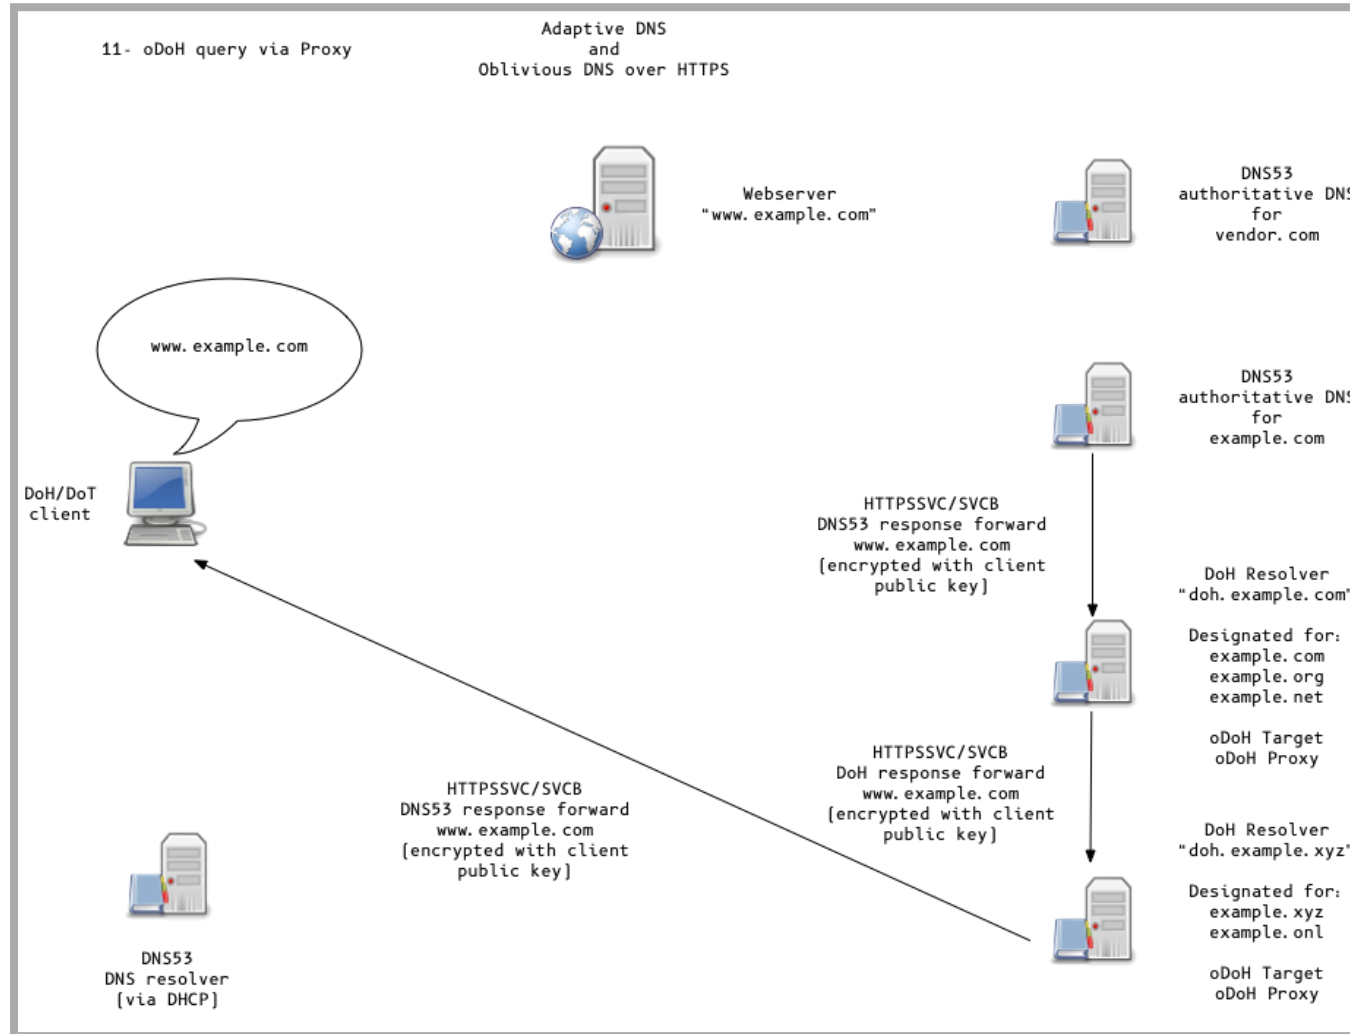 11- oDoH query via Proxy
Adaptive DNS
and
Oblivious DNS over HTTPS
Webserver
"www.example.com"
DNS53
authoritative DNS
for
vendor.com
www.example.com
DNS53
authoritative DNS
for
example.com
DoH/DoT
client
HTTPSSVC/SVCB
DNS53 response forward
www.example.com
(encrypted with client
public key)
DoH Resolver
"doh.example.com"
Designated for:
example.com
example.org
example.net
oDoH Target
oDoH Proxy
HTTPSSVC/SVCB
DoH response forward
www.example.com
(encrypted with client
public key)
HTTPSSVC/SVCB
DNS53 response forward
www.example.com
(encrypted with client
public key)
DoH Resolver
"doh.example.xyz"
Designated for:
example.xyz
example.onl
oDoH Target
oDoH Proxy
DNS53
DNS resolver
(via DHCP)